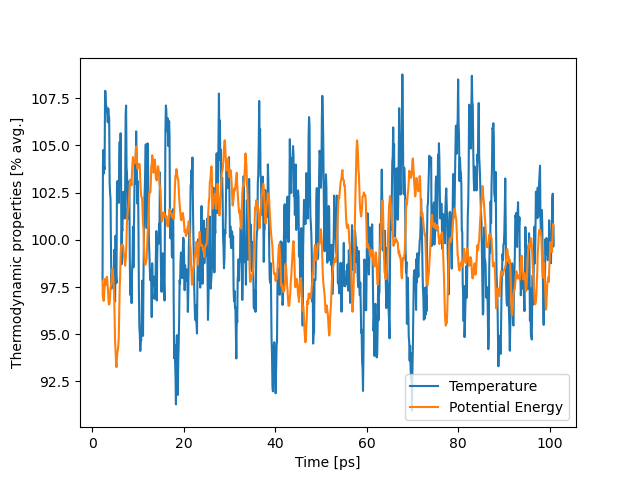 Thermodynamic properties [% avg.]
107.5
105.0
102.5
100.0
97.5
95.0
92.5
0 20 40 60 80 100
Time [ps]
Temperature
Potential Energy